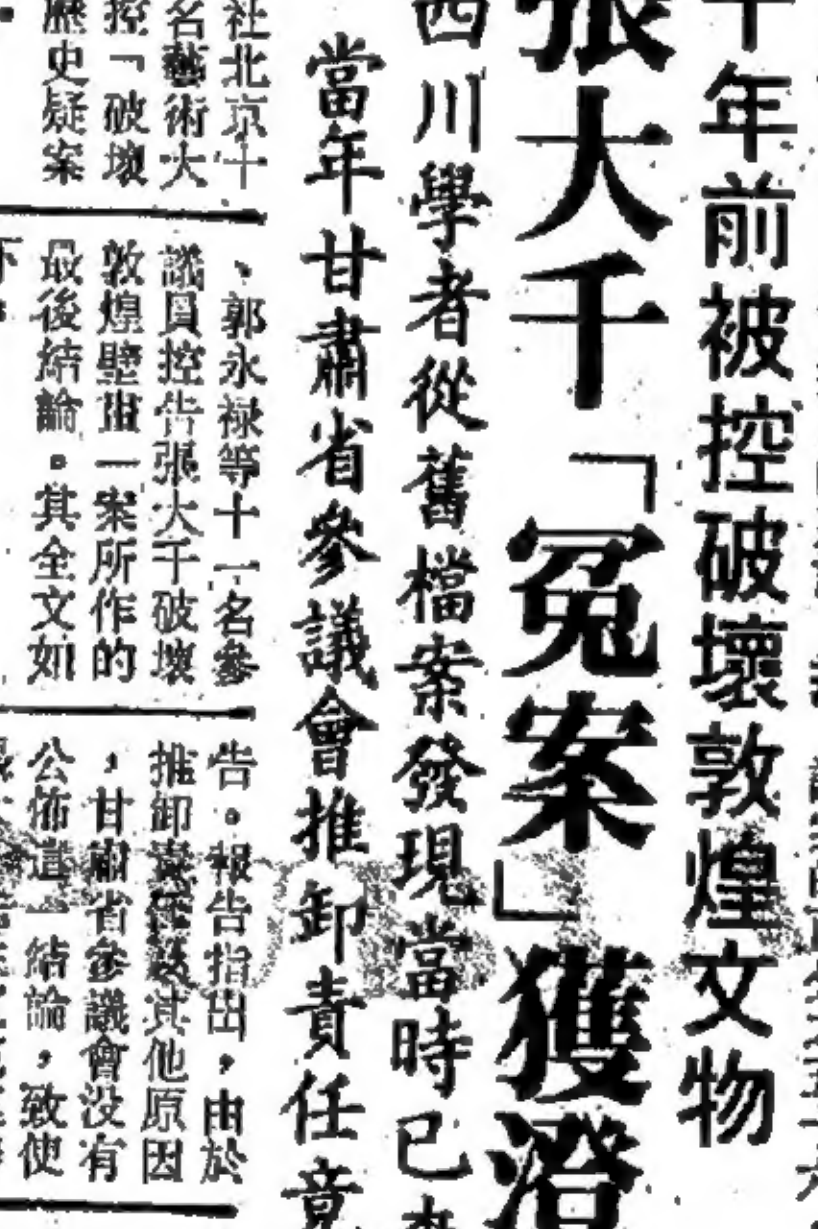 年前被控破壞敦煌文物
張大千「冤案」獲澄
四川學者從舊檔案發現當時已有
當年甘肅省參議會推卸責任竟
社北京十
名藝術大
控「破壞
歷史疑案
、郭永禄等十一名參
議員控告張大千破壞
敦煌壁畫一案所作的
最後結論。其全文如
下。
告。報告指出,由於
推卸責任及其他原因
,甘肅省參議會没有
公佈這一結論,致使